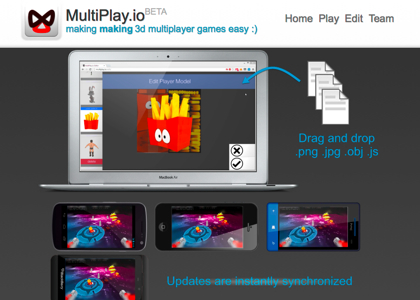 MultiPlay.io BETA
making making 3d multiplayer games easy :)
Home Play Edit Team
Edit Player Model
Drag and drop
.png .jpg .obj .js
MacBook Air
Updates are instantly synchronized